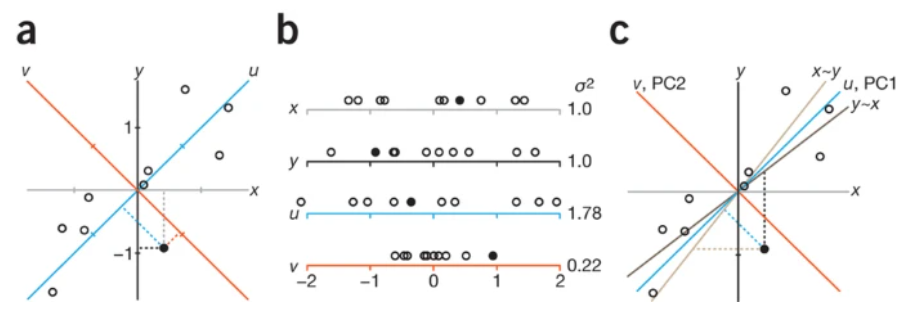 a
v
y
u
1
x
−1
b
σ²
x 1.0
y 1.0
u 1.78
v 0.22
−2 −1 0 1 2
c
v, PC2
y
x~y
u, PC1
y~x
x